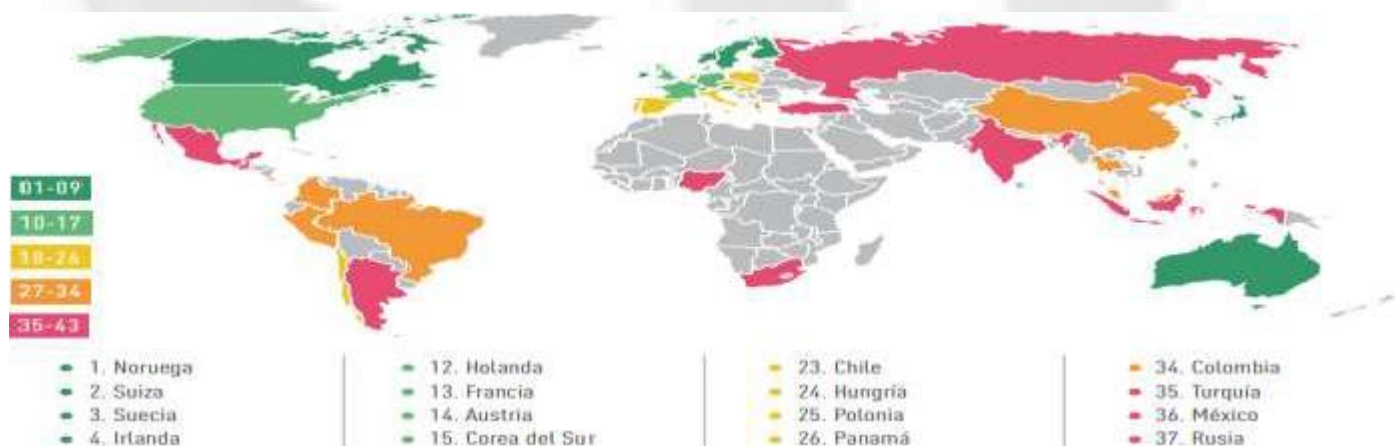 01-09
10-17
18-26
27-34
35-43
1. Noruega
2. Suiza
3. Suecia
4. Irlanda
12. Holanda
13. Francia
14. Austria
15. Corea del Sur
23. Chile
24. Hungría
25. Polonia
26. Panamá
34. Colombia
35. Turquía
36. México
37. Rusia